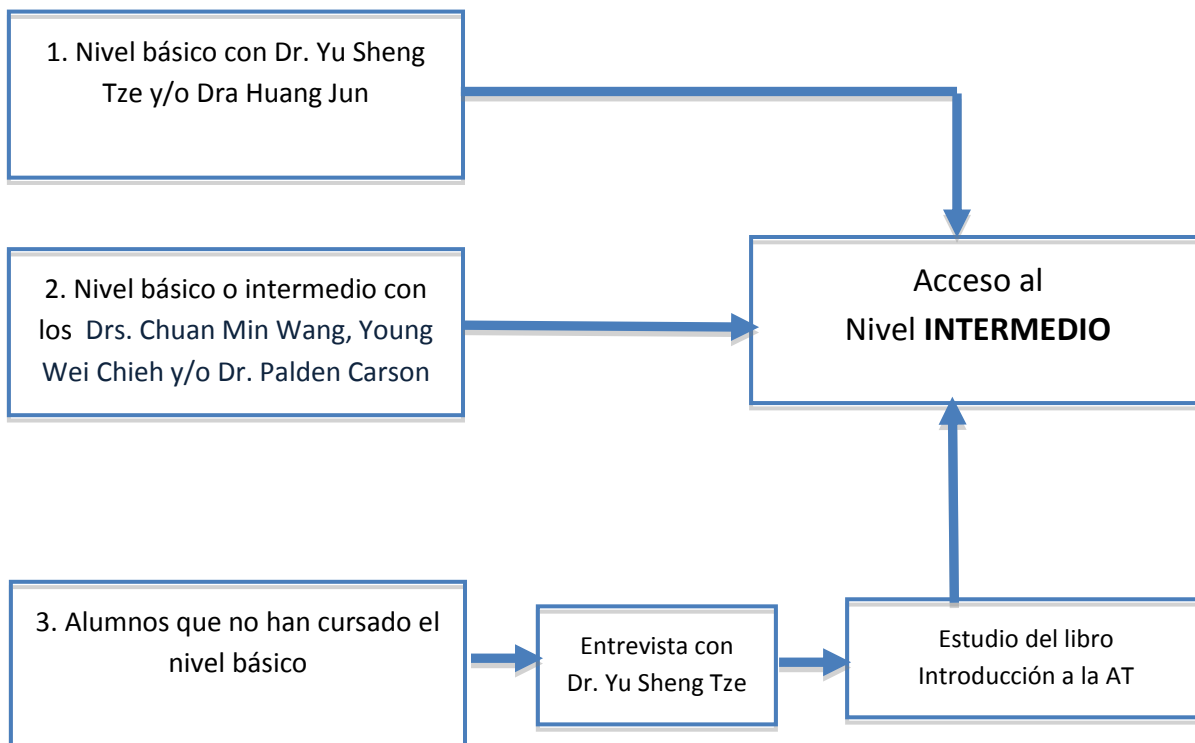 1. Nivel básico con Dr. Yu Sheng
Tze y/o Dra Huang Jun
2. Nivel básico o intermedio con
los Drs. Chuan Min Wang, Young
Wei Chieh y/o Dr. Palden Carson
Acceso al
Nivel INTERMEDIO
3. Alumnos que no han cursado el
nivel básico
Entrevista con
Dr. Yu Sheng Tze
Estudio del libro
Introducción a la AT